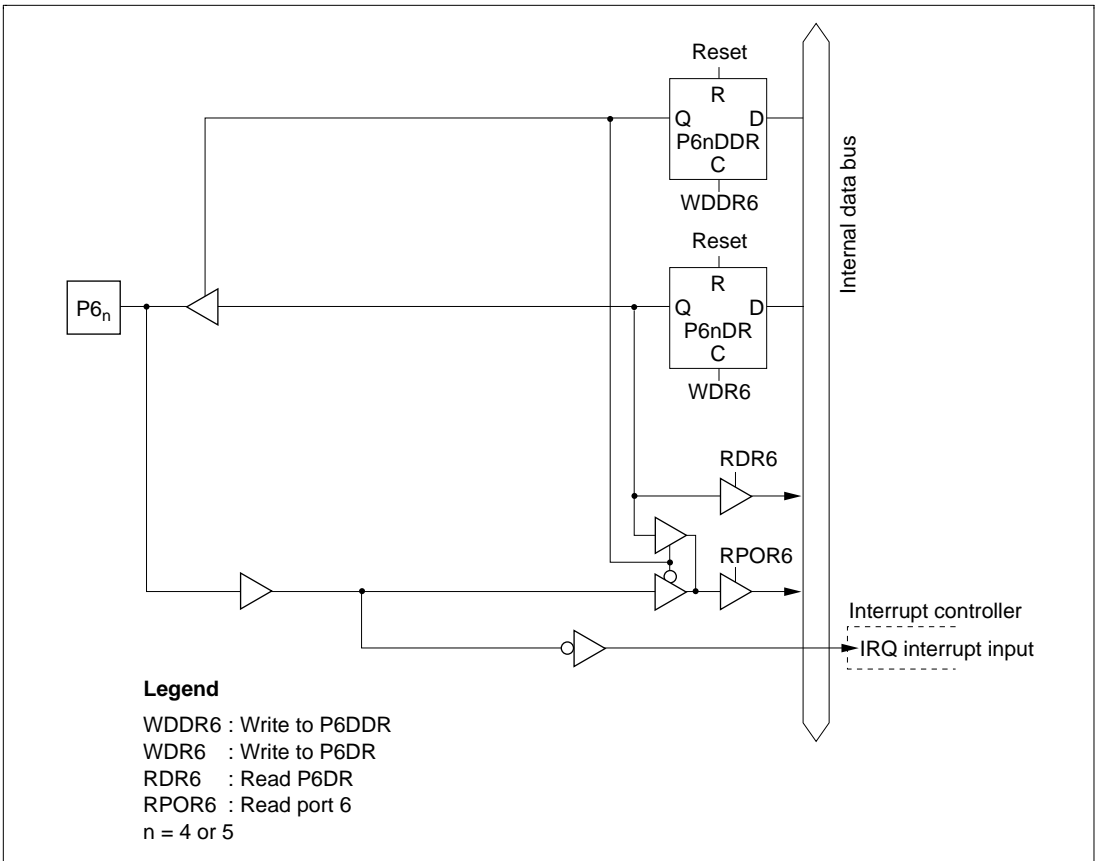 Reset
R
Q D
P6nDDR
C
WDDR6
Internal data bus
Reset
R
P6n
Q D
P6nDR
C
WDR6
RDR6
RPOR6
Interrupt controller
IRQ interrupt input
Legend
WDDR6 : Write to P6DDR
WDR6 : Write to P6DR
RDR6 : Read P6DR
RPOR6 : Read port 6
n = 4 or 5